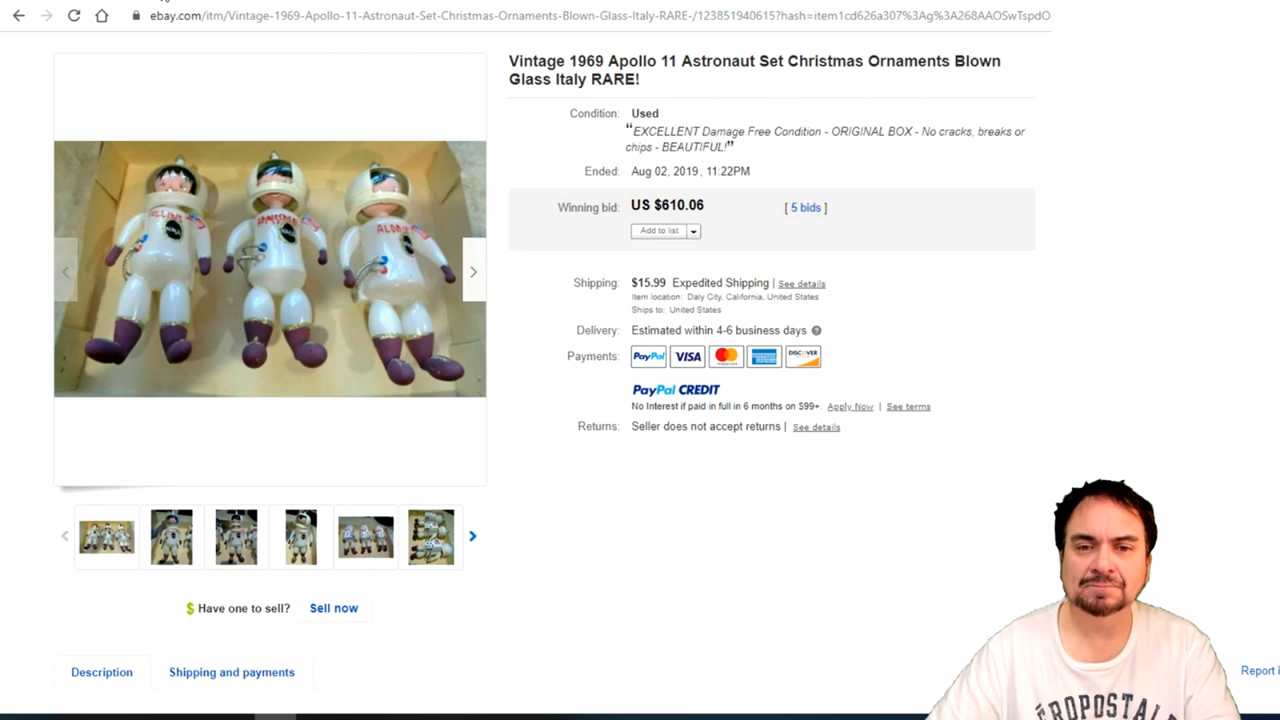 ebay.com/itm/Vintage-1969-Apollo-11-Astronaut-Set-Christmas-Ornaments-Blown-Glass-Italy-RARE-/123851940615?hash=item1cd626a307%3Ag%3A268AAOSwTspdO
Vintage 1969 Apollo 11 Astronaut Set Christmas Ornaments Blown
Glass Italy RARE!
Condition: Used
“EXCELLENT Damage Free Condition - ORIGINAL BOX - No cracks, breaks or
chips - BEAUTIFUL!”
Ended: Aug 02, 2019 , 11:22PM
Winning bid: US $610.06 [ 5 bids ]
Add to list
Shipping: $15.99 Expedited Shipping | See details
Item location: Daly City, California, United States
Ships to: United States
Delivery: Estimated within 4-6 business days
Payments: PayPal VISA MasterCard DISCOVER
PayPal CREDIT
No Interest if paid in full in 6 months on $99+. Apply Now | See terms
Returns: Seller does not accept returns | See details
COLLINS
ALDRIN
$ Have one to sell? Sell now
Description Shipping and payments
Report i
ÉROPOSTALE